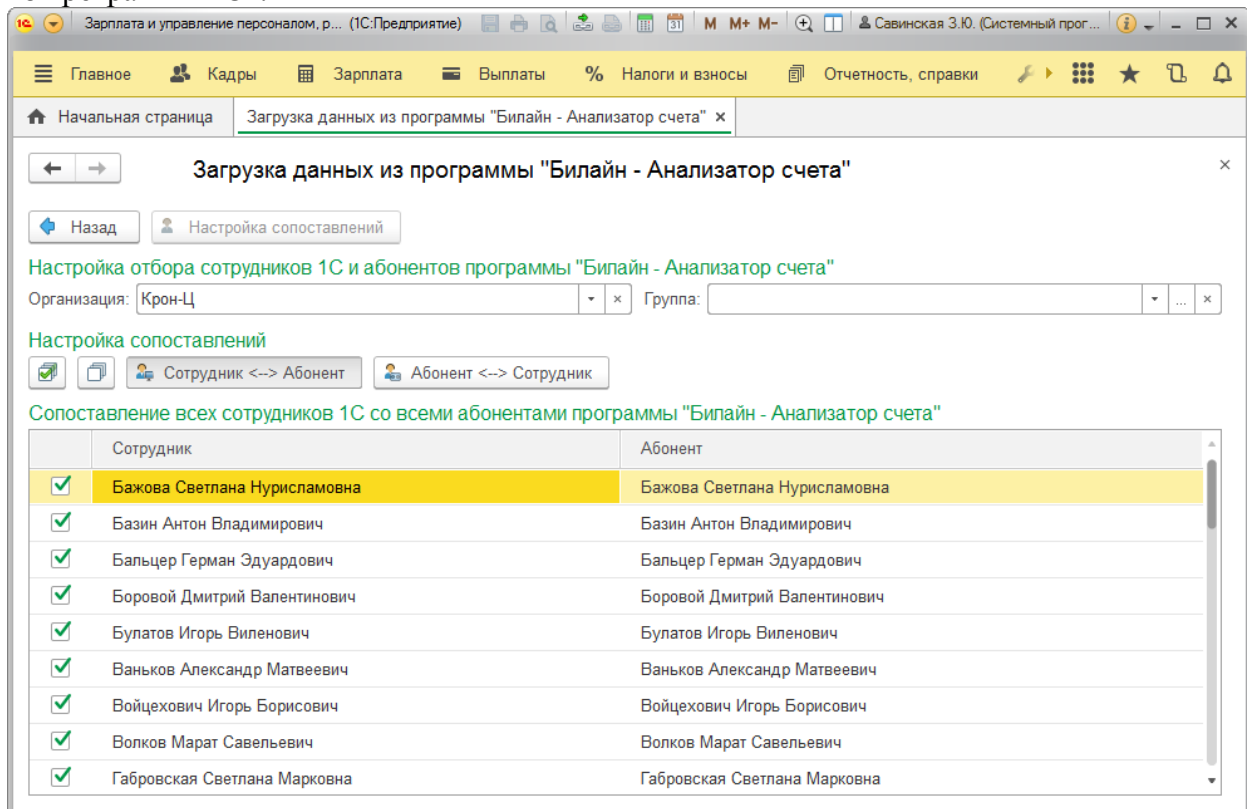 1С Зарплата и управление персоналом, р... (1С:Предприятие) 31 M M+ M- Савинская З.Ю. (Системный прог...
Главное Кадры Зарплата Выплаты % Налоги и взносы Отчетность, справки
Начальная страница Загрузка данных из программы "Билайн - Анализатор счета" ×
Загрузка данных из программы "Билайн - Анализатор счета" ×
Назад Настройка сопоставлений
Настройка отбора сотрудников 1С и абонентов программы "Билайн - Анализатор счета"
Организация: Крон-Ц × Группа: ... ×
Настройка сопоставлений
Сотрудник <--> Абонент Абонент <--> Сотрудник
Сопоставление всех сотрудников 1С со всеми абонентами программы "Билайн - Анализатор счета"
Сотрудник Абонент
Бажова Светлана Нурисламовна Бажова Светлана Нурисламовна
Базин Антон Владимирович Базин Антон Владимирович
Бальцер Герман Эдуардович Бальцер Герман Эдуардович
Боровой Дмитрий Валентинович Боровой Дмитрий Валентинович
Булатов Игорь Виленович Булатов Игорь Виленович
Ваньков Александр Матвеевич Ваньков Александр Матвеевич
Войцехович Игорь Борисович Войцехович Игорь Борисович
Волков Марат Савельевич Волков Марат Савельевич
Габровская Светлана Марковна Габровская Светлана Марковна